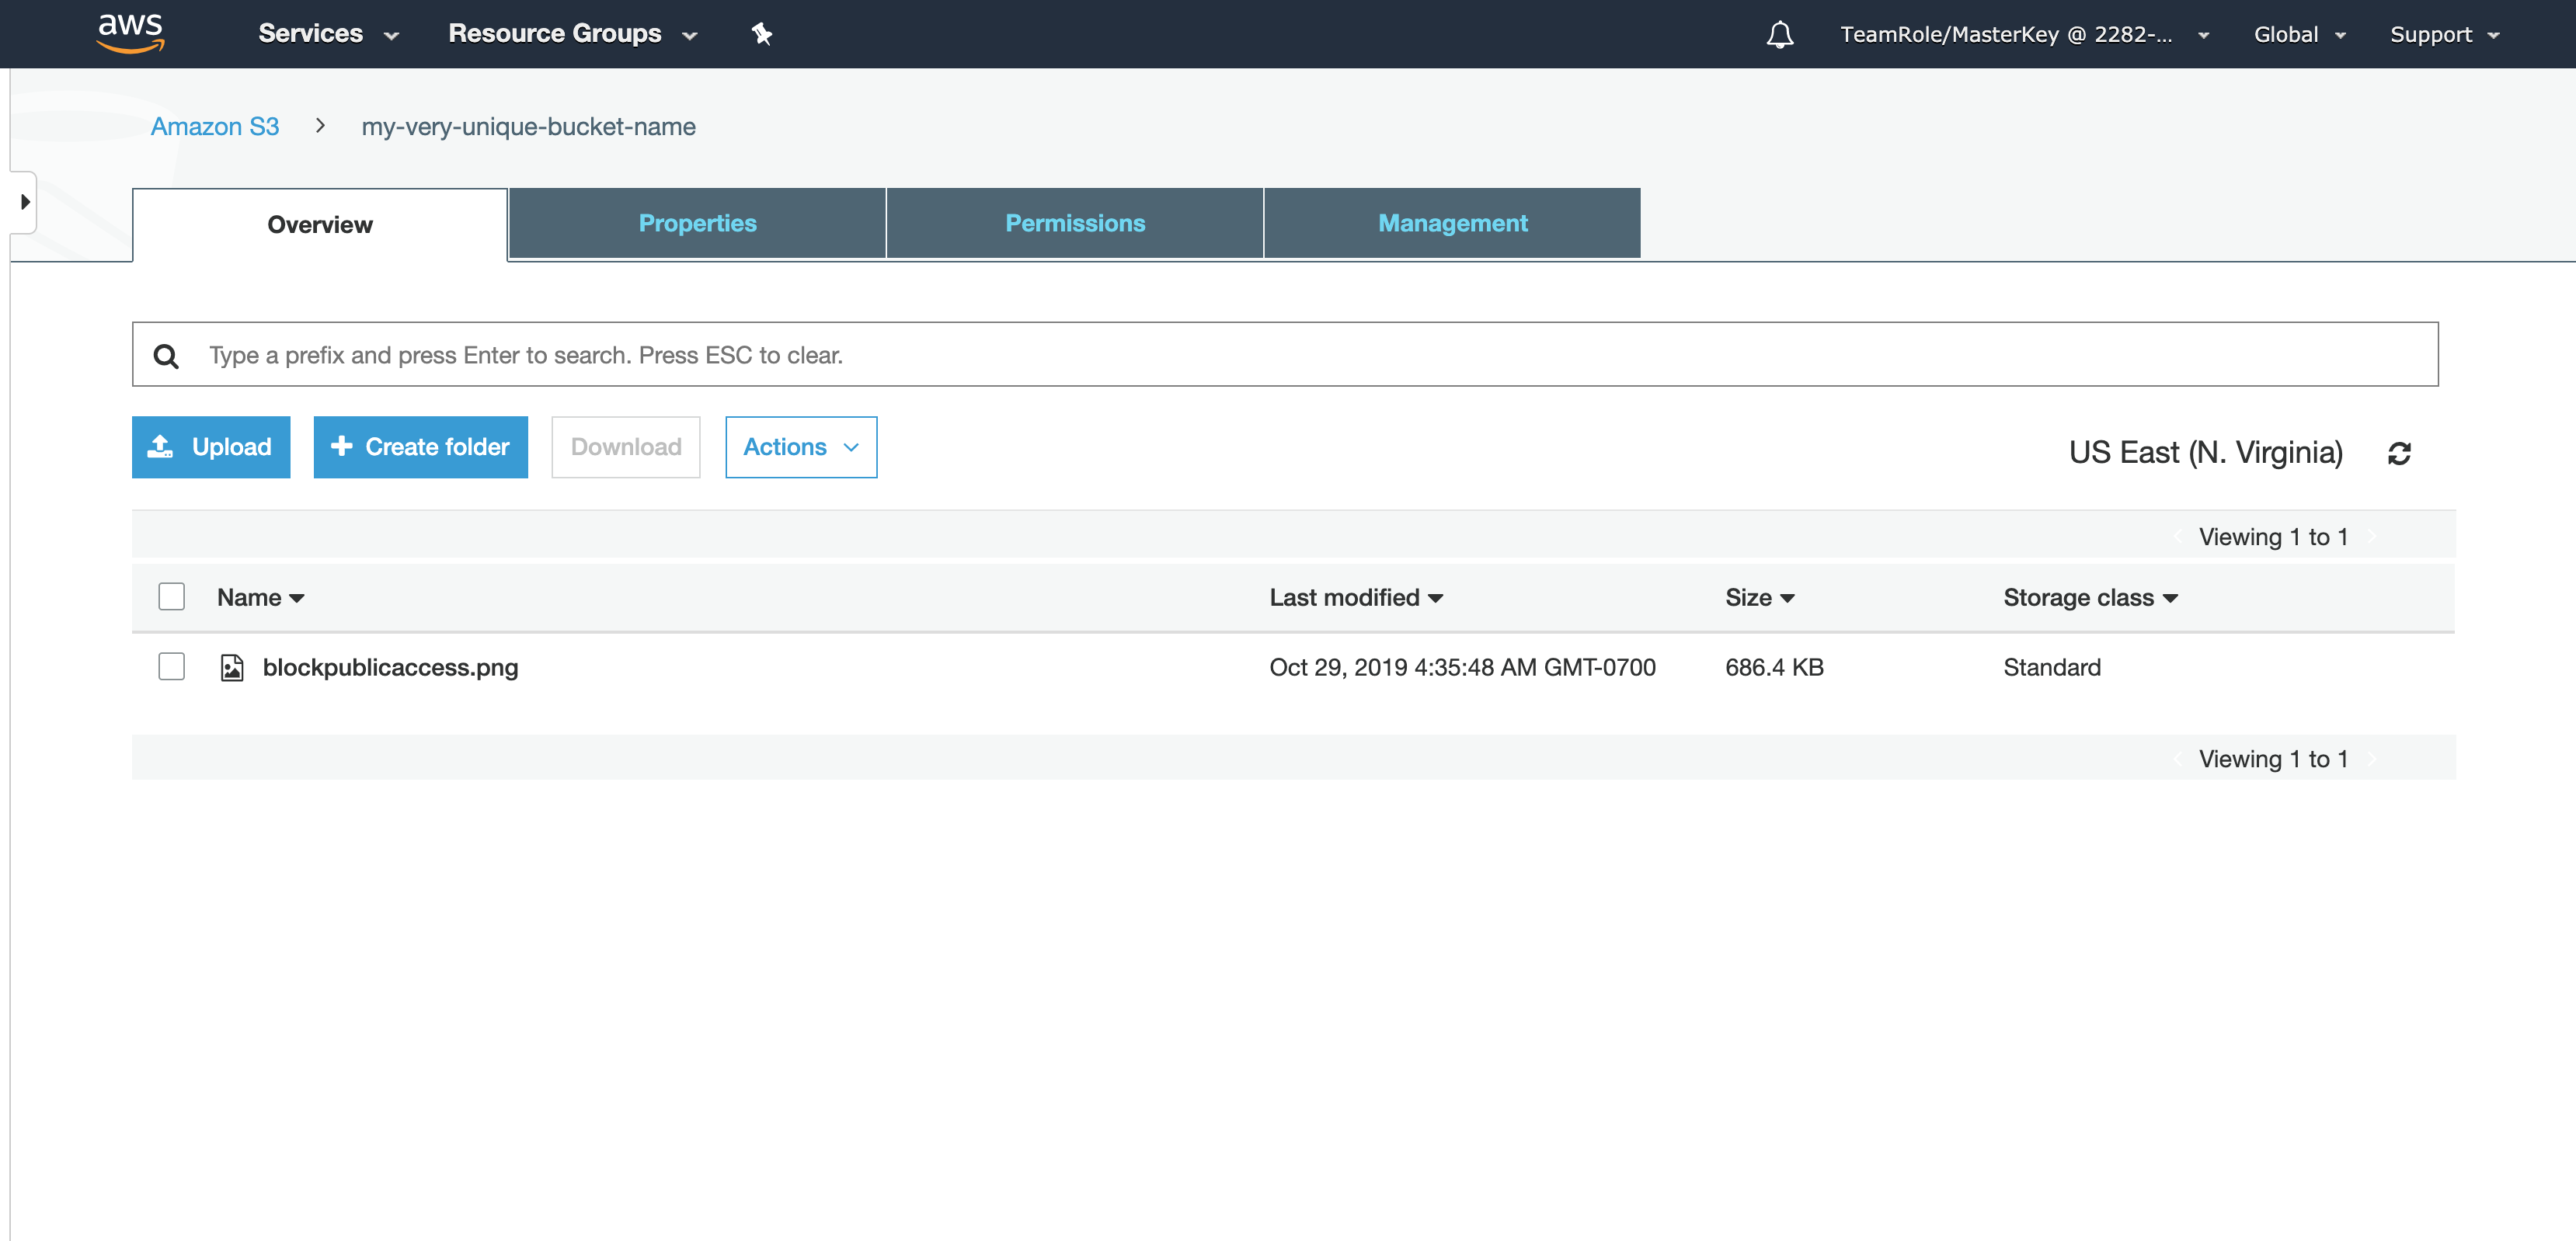 aws Services Resource Groups TeamRole/MasterKey @ 2282-... Global Support
Amazon S3 > my-very-unique-bucket-name
Overview Properties Permissions Management
Type a prefix and press Enter to search. Press ESC to clear.
Upload Create folder Download Actions US East (N. Virginia)
Viewing 1 to 1
Name Last modified Size Storage class
blockpublicaccess.png Oct 29, 2019 4:35:48 AM GMT-0700 686.4 KB Standard
Viewing 1 to 1